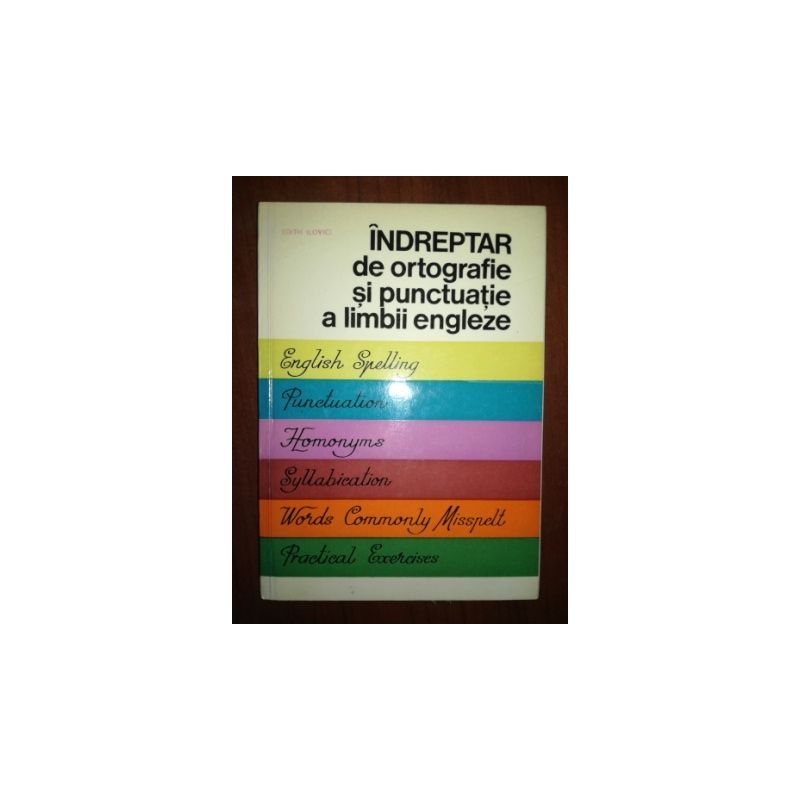 EDITH ILOVICI
ÎNDREPTAR
de ortografie
și punctuație
a limbii engleze
English Spelling
Punctuation
Homonyms
Syllabication
Words Commonly Misspelt
Practical Exercises